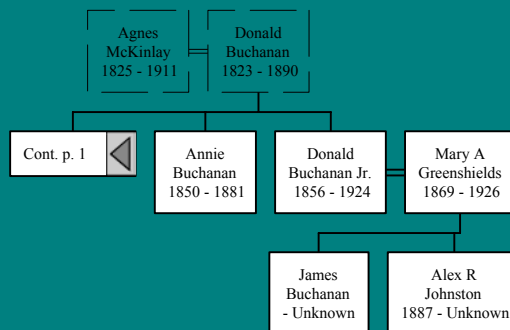 Agnes
McKinlay
1825 - 1911
Donald
Buchanan
1823 - 1890
Cont. p. 1
Annie
Buchanan
1850 - 1881
Donald
Buchanan Jr.
1856 - 1924
Mary A
Greenshields
1869 - 1926
James
Buchanan
- Unknown
Alex R
Johnston
1887 - Unknown